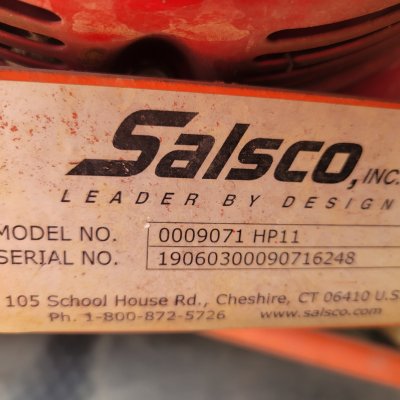 Salsco, INC.
LEADER BY DESIGN
MODEL NO. 0009071 HP.11
SERIAL NO. 19060300090716248
105 School House Rd., Cheshire, CT 06410 U.S
Ph. 1-800-872-5726 www.salsco.com